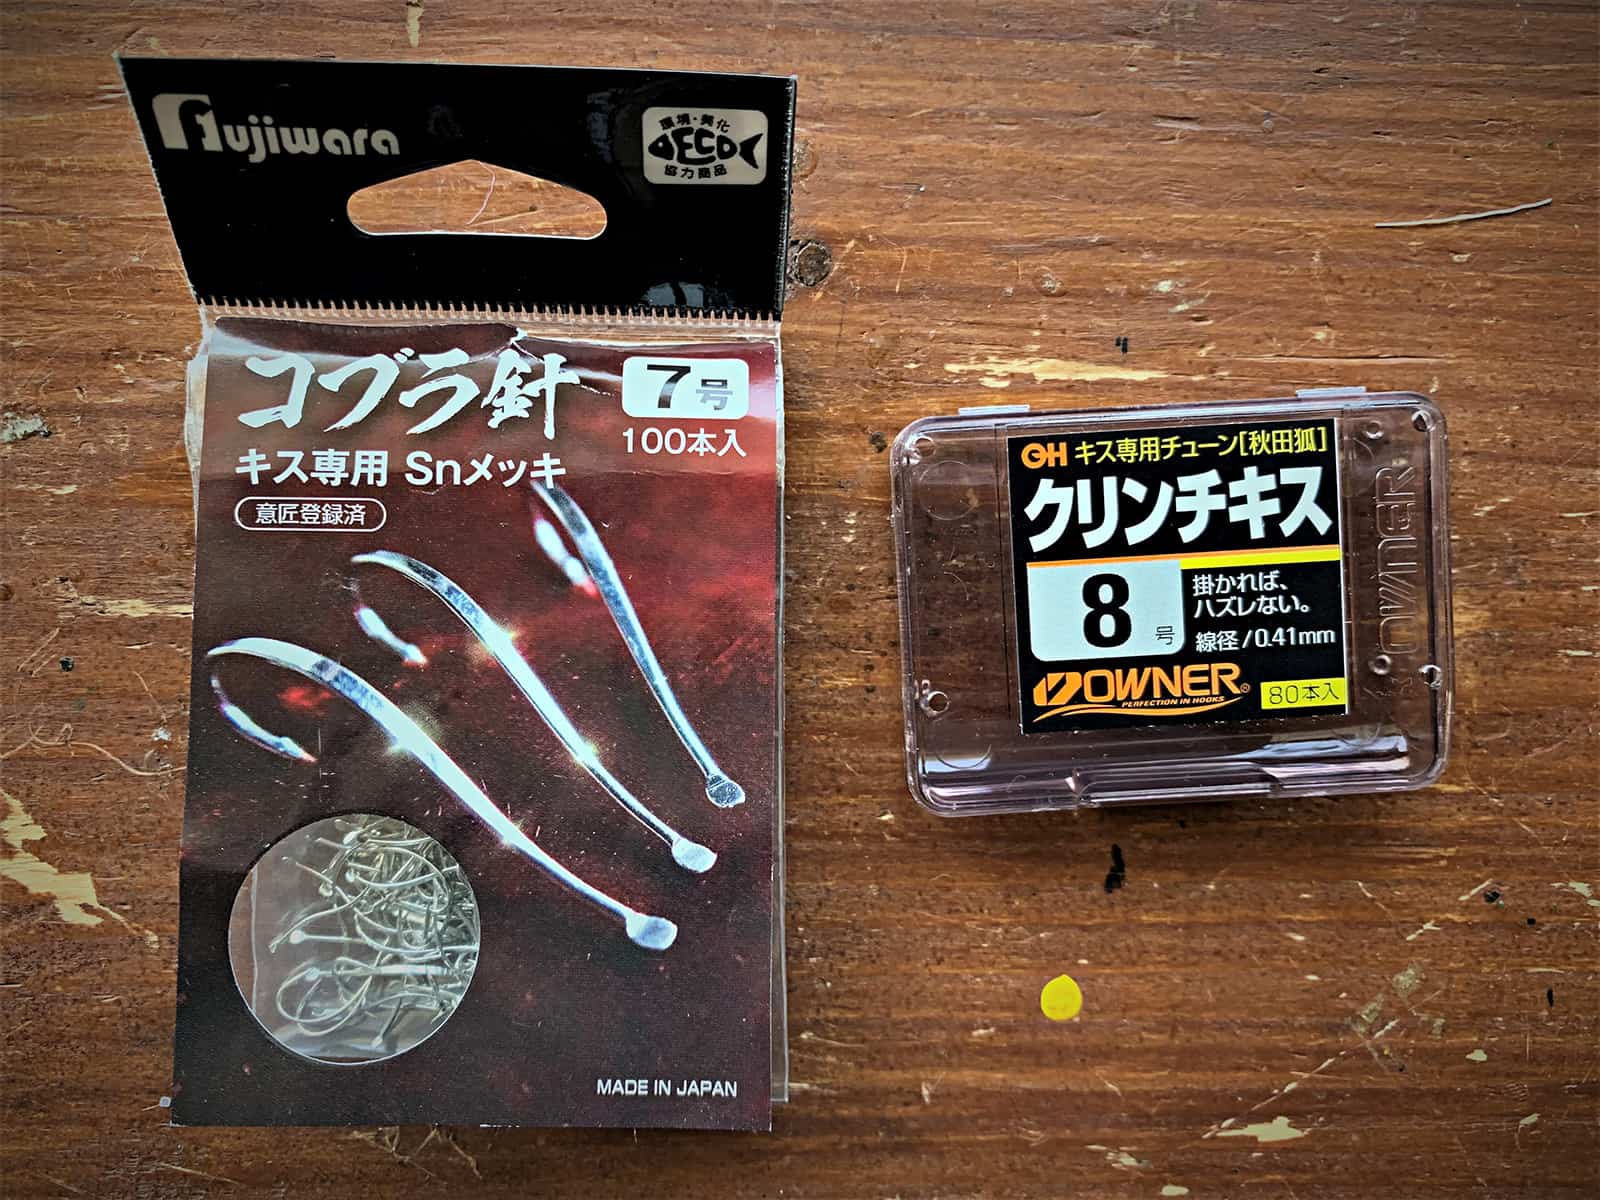 Fujiwara
環境・美化
ECO
協力商品
コブラ針
7号
100本入
キス専用 Snメッキ
意匠登録済
MADE IN JAPAN
OH キス専用チューン[秋田狐]
クリンチキス
8号
掛かれば、
ハズレない。
線径/0.41mm
OWNER®
PERFECTION IN HOOKS
80本入
OWNER